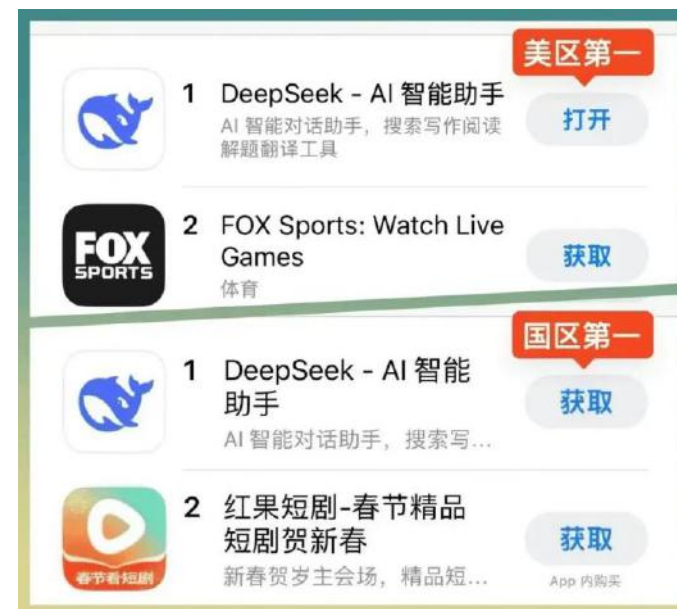 美区第一
1 DeepSeek - AI 智能助手
AI 智能对话助手，搜索写作阅读
解题翻译工具
打开
FOX
SPORTS
2 FOX Sports: Watch Live
Games
体育
获取
国区第一
1 DeepSeek - AI 智能
助手
AI 智能对话助手，搜索写...
获取
春节看短剧
2 红果短剧-春节精品
短剧贺新春
新春贺岁主会场，精品短...
获取
App 内购买